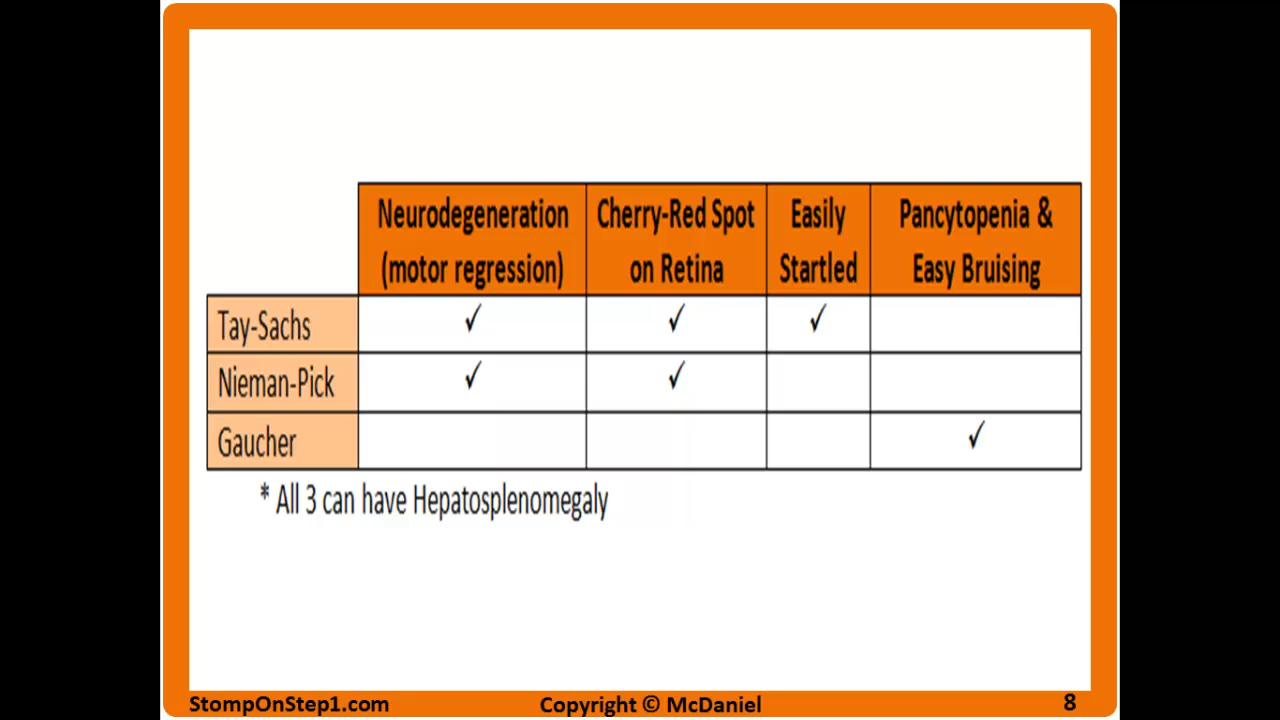 Neurodegeneration (motor regression) Cherry-Red Spot on Retina Easily Startled Pancytopenia & Easy Bruising
Tay-Sachs ✓ ✓ ✓
Nieman-Pick ✓ ✓
Gaucher ✓
* All 3 can have Hepatosplenomegaly
StompOnStep1.com Copyright © McDaniel 8